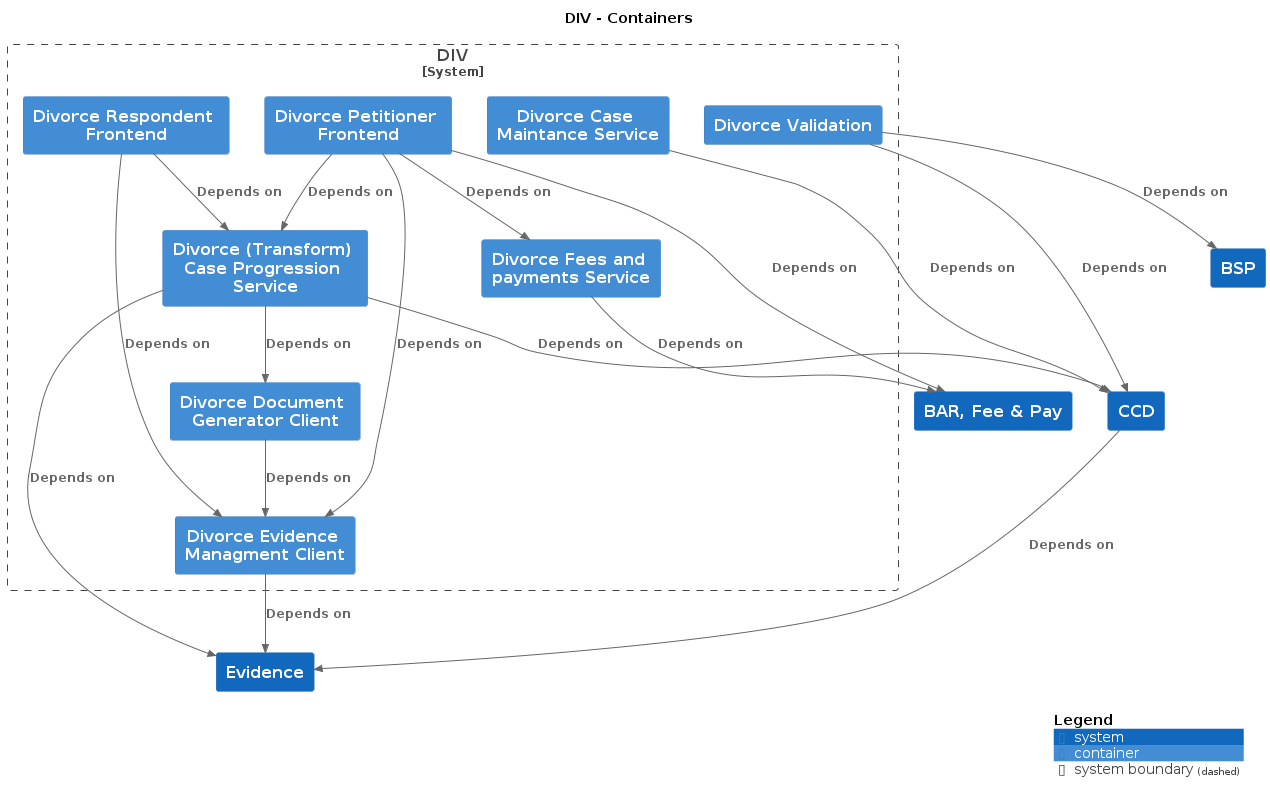 DIV - Containers
DIV
[System]
Divorce Respondent
Frontend
Divorce Petitioner
Frontend
Divorce Case
Maintance Service
Divorce Validation
Depends on
Depends on
Depends on
Depends on
Divorce (Transform)
Case Progression
Service
Divorce Fees and
payments Service
Depends on
Depends on
Depends on
BSP
Depends on
Depends on
Depends on
Depends on
Depends on
Divorce Document
Generator Client
BAR, Fee & Pay
CCD
Depends on
Depends on
Divorce Evidence
Managment Client
Depends on
Depends on
Evidence
Legend
system
container
system boundary (dashed)